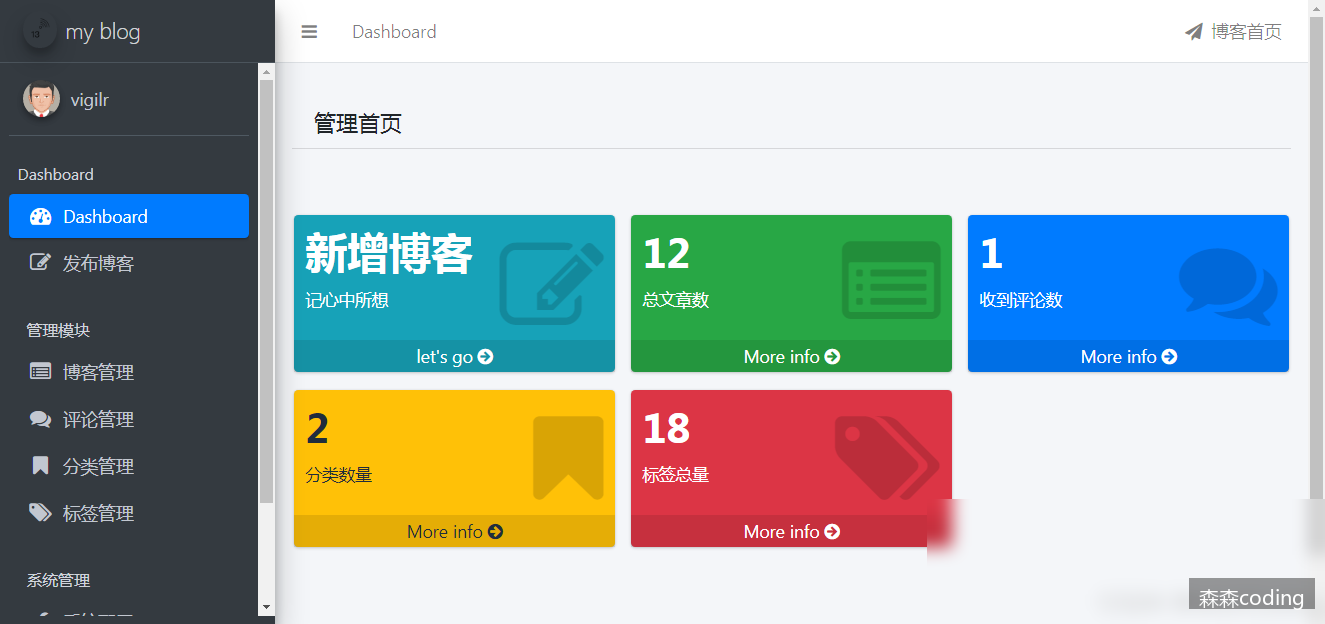 my blog
Dashboard
博客首页
vigilr
Dashboard
Dashboard
发布博客
管理模块
博客管理
评论管理
分类管理
标签管理
系统管理
管理首页
新增博客
记心中所想
let's go
12
总文章数
More info
1
收到评论数
More info
2
分类数量
More info
18
标签总量
More info
森森coding